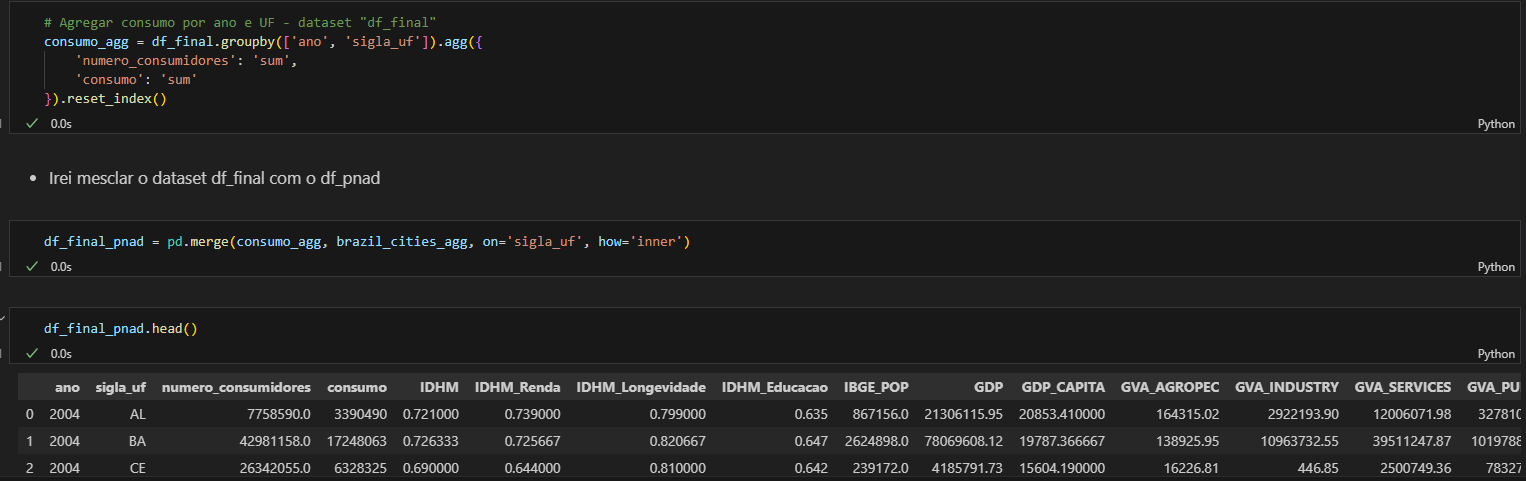 # Agregar consumo por ano e UF - dataset "df_final"
consumo_agg = df_final.groupby(['ano', 'sigla_uf']).agg({
'numero_consumidores': 'sum',
'consumo': 'sum'
}).reset_index()
0.0s Python
• Irei mesclar o dataset df_final com o df_pnad
df_final_pnad = pd.merge(consumo_agg, brazil_cities_agg, on='sigla_uf', how='inner')
0.0s Python
df_final_pnad.head()
0.0s Python
ano sigla_uf numero_consumidores consumo IDHM IDHM_Renda IDHM_Longevidade IDHM_Educacao IBGE_POP GDP GDP_CAPITA GVA_AGROPEC GVA_INDUSTRY GVA_SERVICES GVA_PU
0 2004 AL 7758590.0 3390490 0.721000 0.739000 0.799000 0.635 867156.0 21306115.95 20853.410000 164315.02 2922193.90 12006071.98 327810
1 2004 BA 42981158.0 17248063 0.726333 0.725667 0.820667 0.647 2624898.0 78069608.12 19787.366667 138925.95 10963732.55 39511247.87 1019788
2 2004 CE 26342055.0 6328325 0.690000 0.644000 0.810000 0.642 239172.0 4185791.73 15604.190000 16226.81 446.85 2500749.36 78327